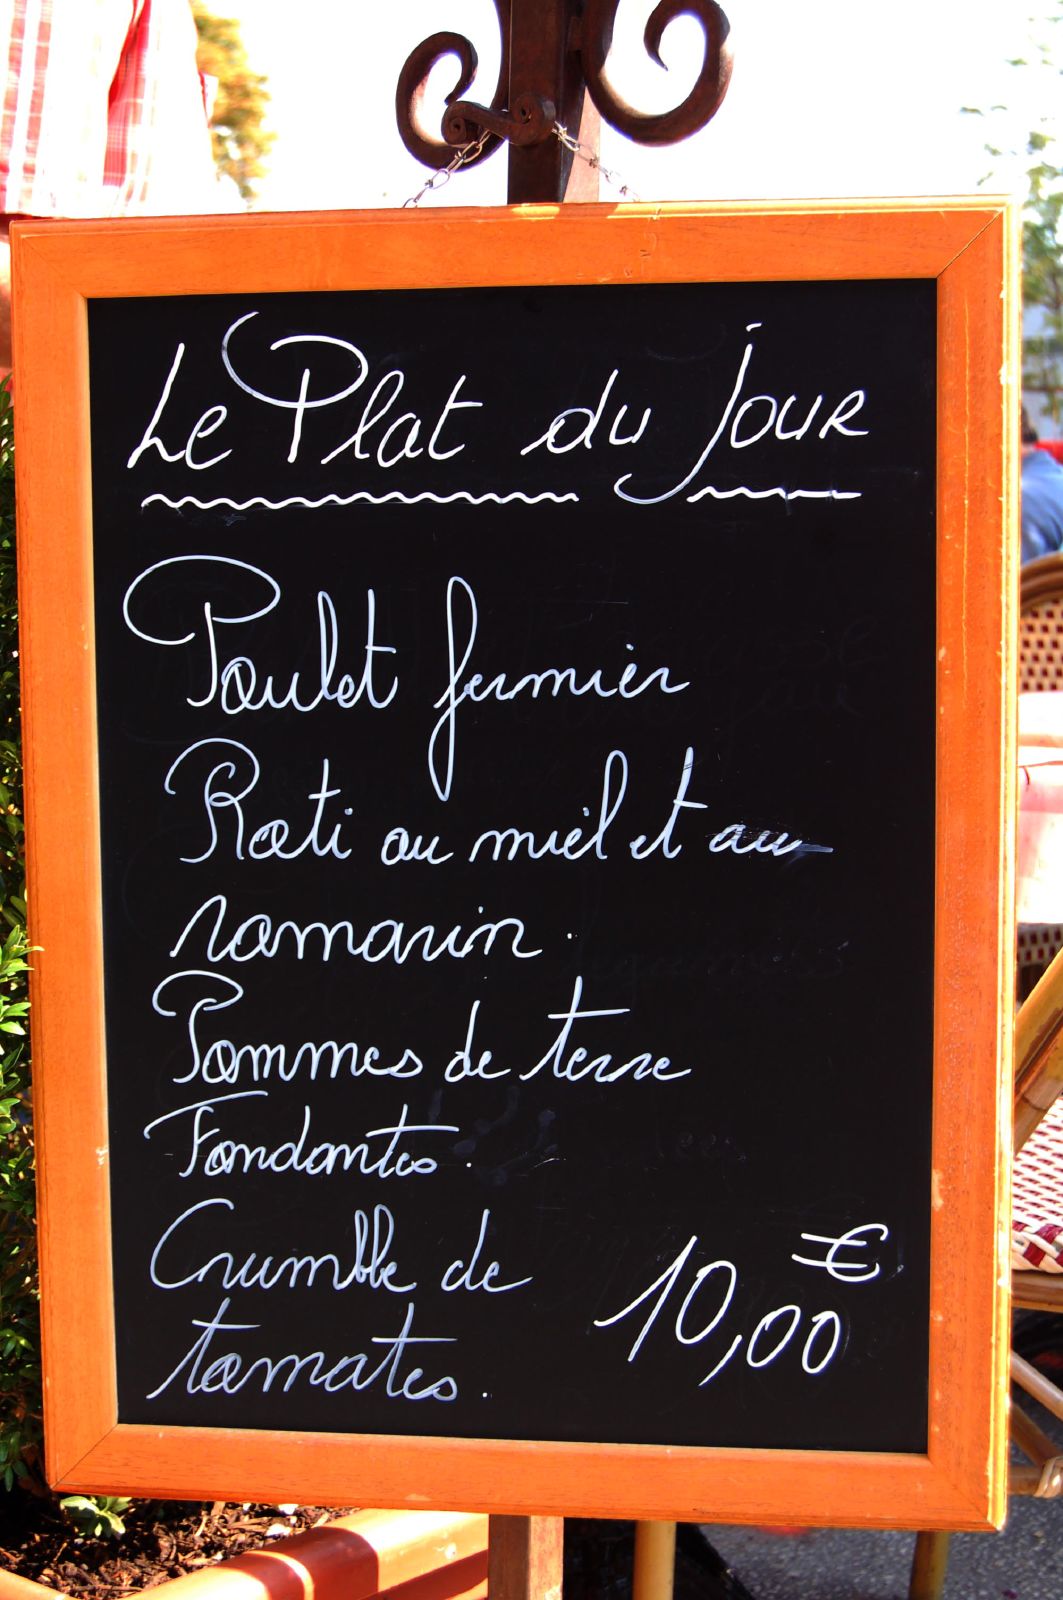 Le Plat du jour
Poulet fermier
Roti au miel et au
romarin.
Pommes de terre
Fondantes.
Crumble de
tomates.
10,00 €